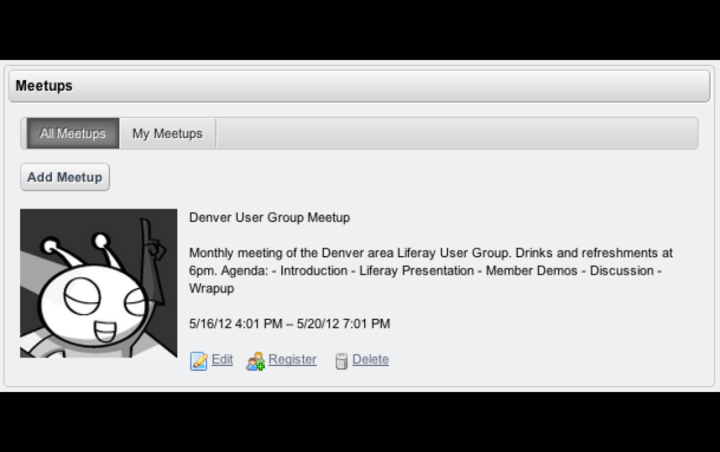 Meetups
All Meetups
My Meetups
Add Meetup
Denver User Group Meetup
Monthly meeting of the Denver area Liferay User Group. Drinks and refreshments at
6pm. Agenda: - Introduction - Liferay Presentation - Member Demos - Discussion -
Wrapup
5/16/12 4:01 PM – 5/20/12 7:01 PM
Edit
Register
Delete